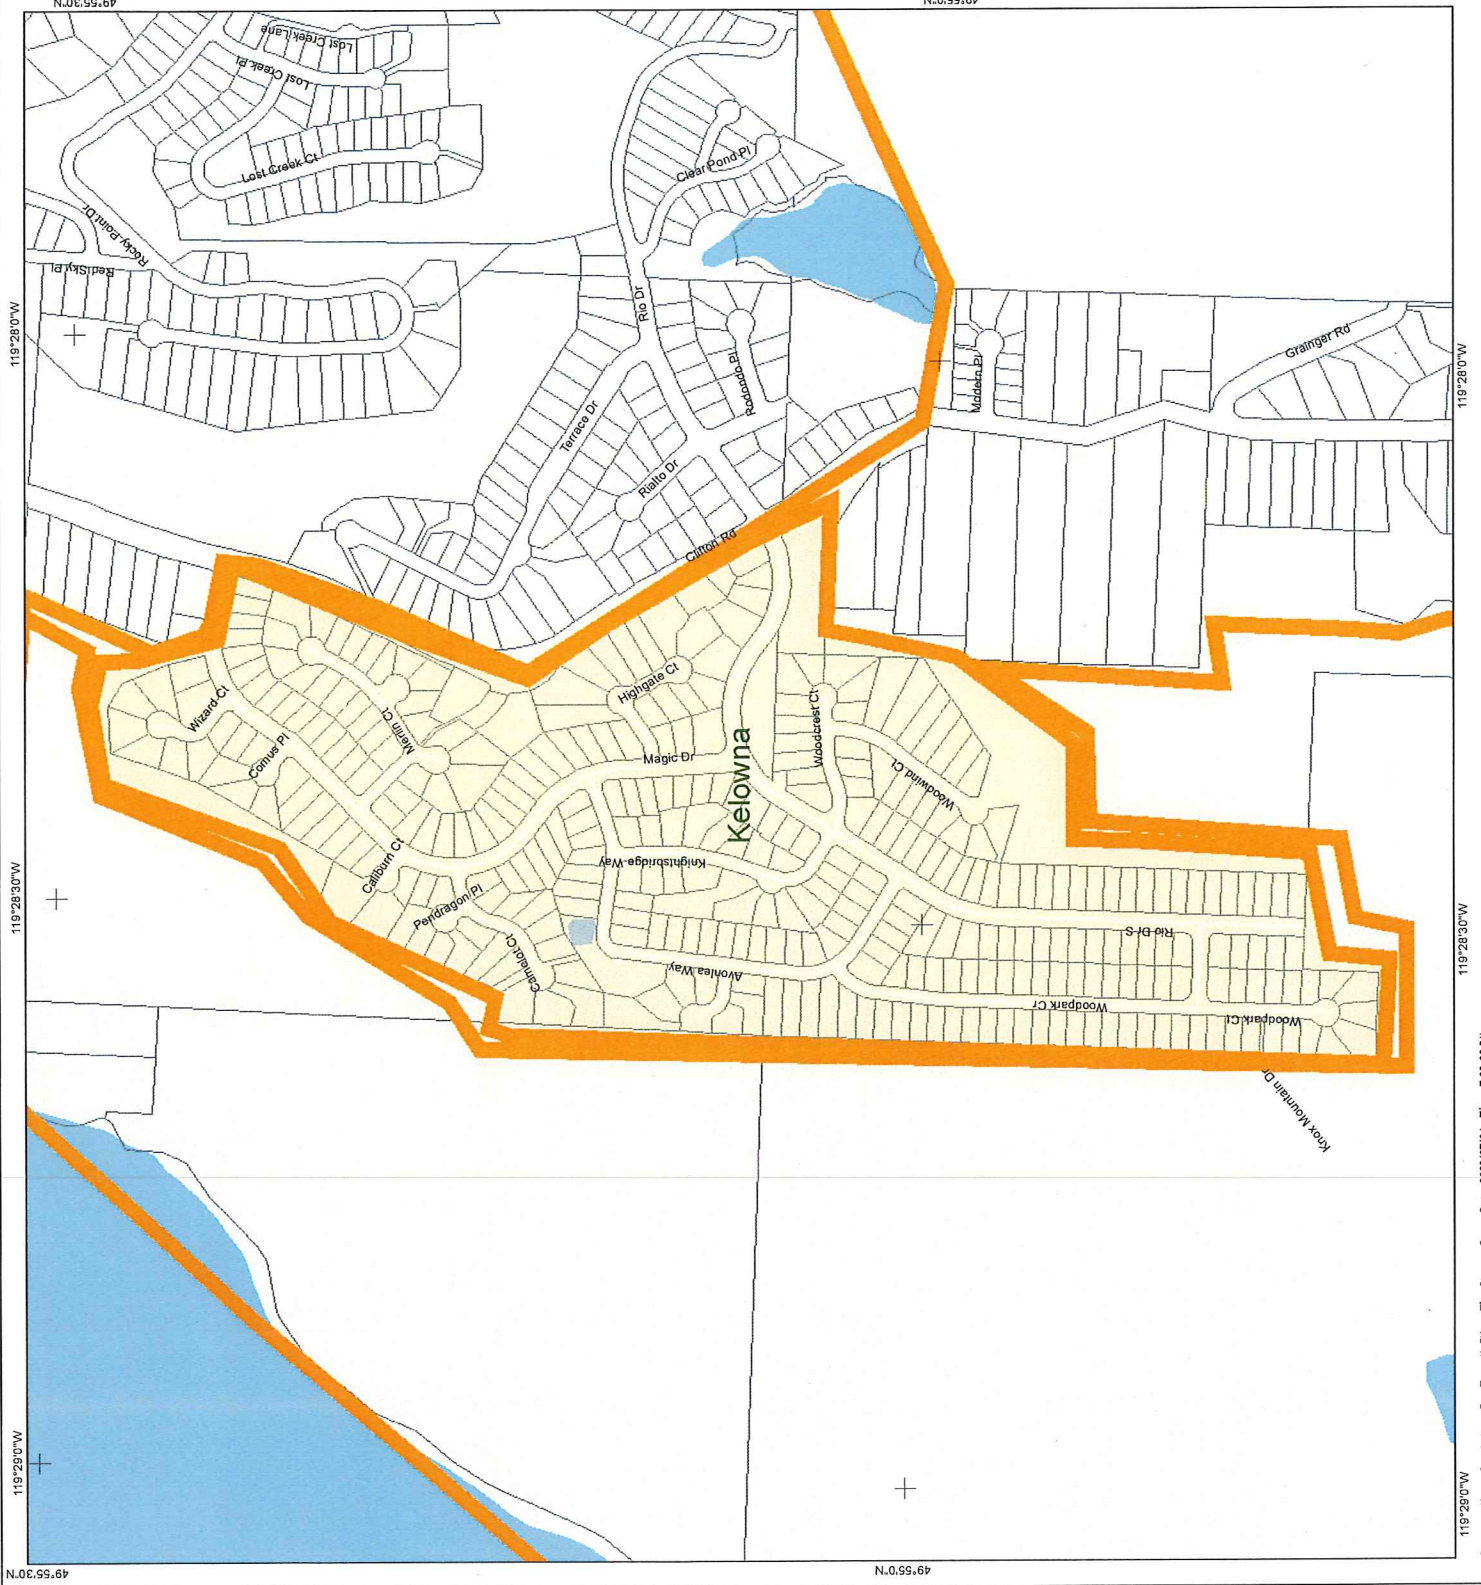 49°55'30"N
49°55'0"N
Lost Creek Lane
Lost Creek Pl
Lost Creek Ct
Clear Pond Pl
Rocky Point Dr
Red Sky Pl
119°28'0"W
Rio Dr
Rodondo Pl
Modern Pl
Grainger Rd
119°28'0"W
Terrace Dr
Rialto Dr
Clifton Rd
Wizard Ct
Comus Pl
Merlin Ct
Highgate Ct
Magic Dr
Woodcrest Ct
Woodwind Ct
Kelowna
Caliburn Ct
Knightsbridge Way
Pendragon Pl
Camelot Ct
Avonlea Way
Rio Dr S
119°28'30"W
119°28'30"W
Woodpark Cr
Woodpark Ct
Knox Mountain Dr
119°29'0"W
119°29'0"W
49°55'30"N
49°55'0"N